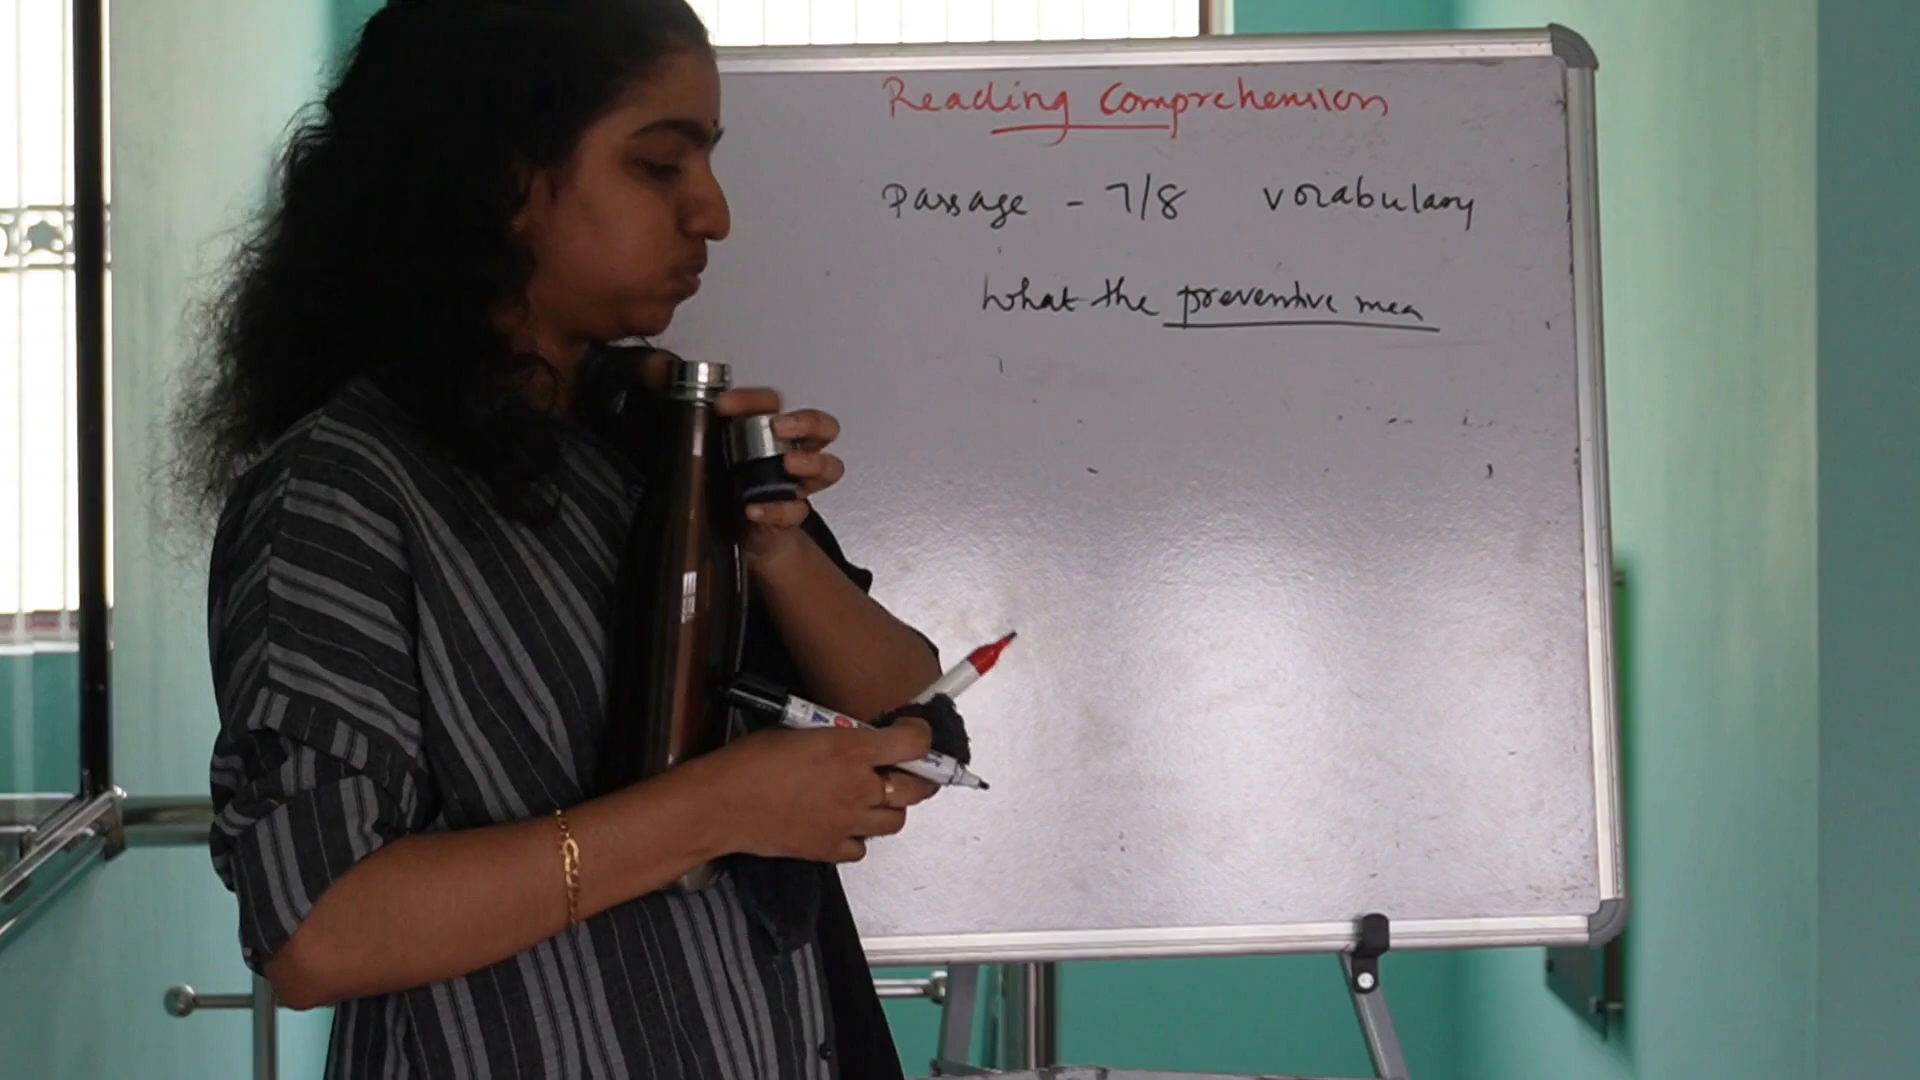 Reading Comprehension
Passage - 7/8 vocabulary
What the preventive mea